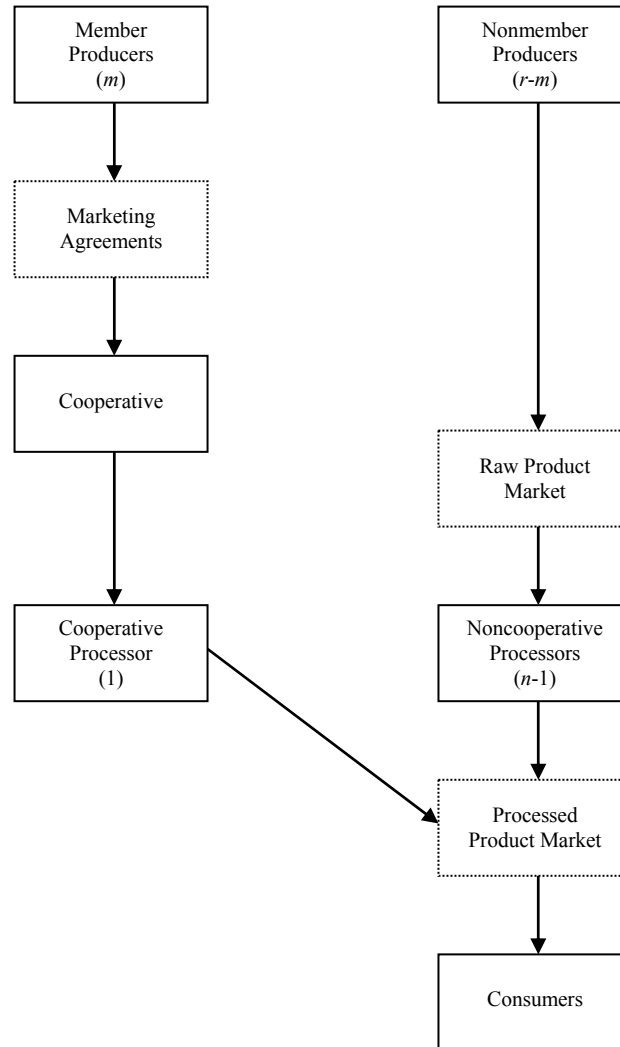 Member
Producers
(m)
Nonmember
Producers
(r-m)
Marketing
Agreements
Cooperative
Raw Product
Market
Cooperative
Processor
(1)
Noncooperative
Processors
(n-1)
Processed
Product Market
Consumers